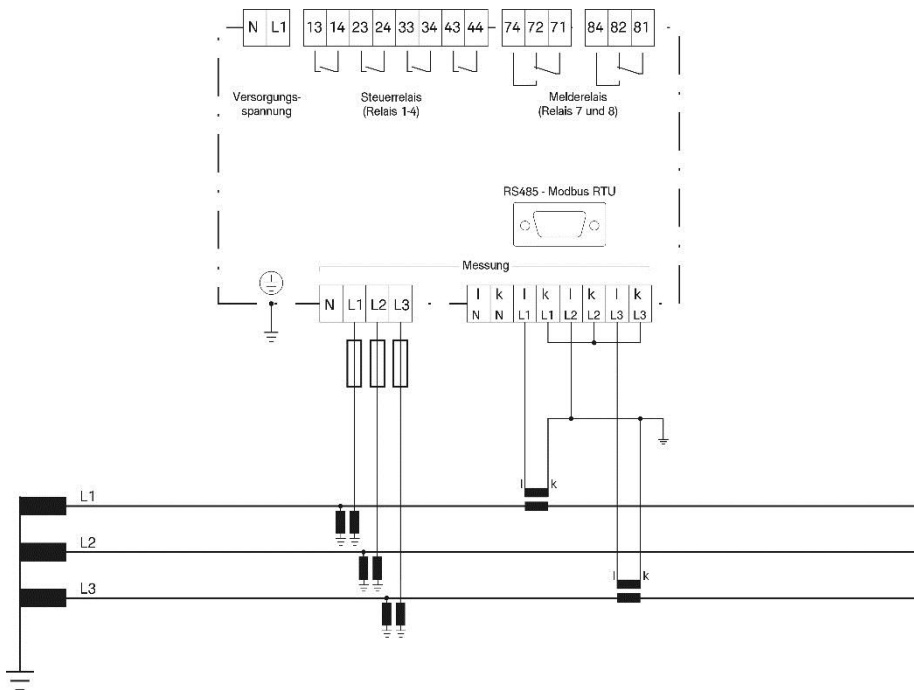 N L1 13 14 23 24 33 34 43 44 74 72 71 84 82 81
Versorgungs-
spannung
Steuerrelais
(Relais 1-4)
Melderelais
(Relais 7 und 8)
RS485 - Modbus RTU
Messung
N L1 L2 L3
l k l k l k l k
N N L1 L1 L2 L2 L3 L3
l k
L1
L2
l k
L3